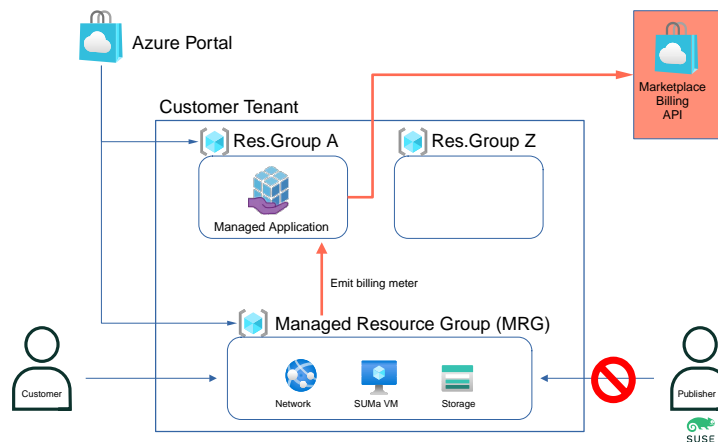 Azure Portal
Marketplace
Billing
API
Customer Tenant
Res.Group A
Res.Group Z
Managed Application
Emit billing meter
Managed Resource Group (MRG)
Customer
Network
SUMa VM
Storage
Publisher
SUSE